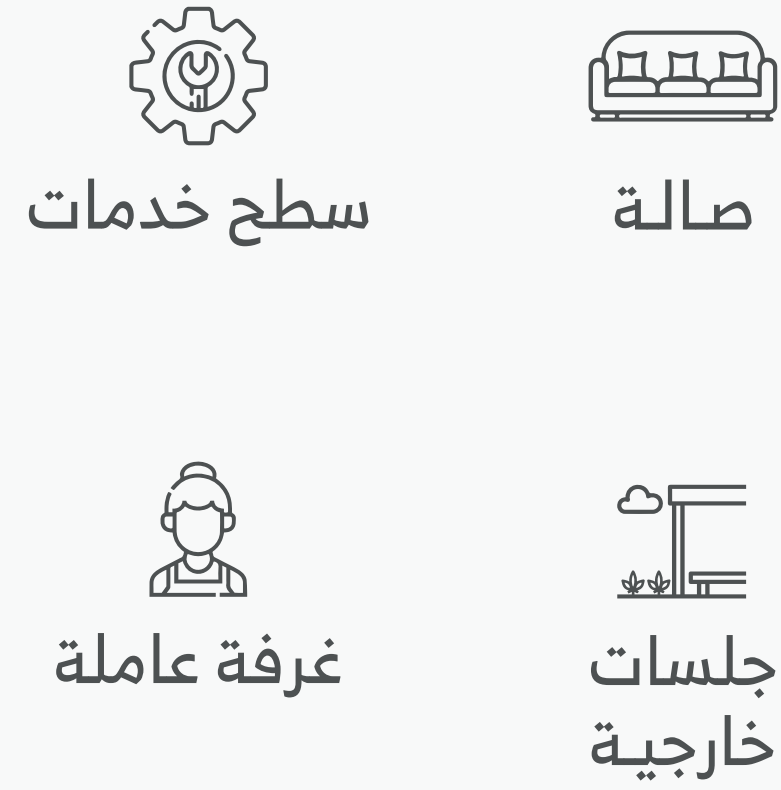 صالة
سطح خدمات
جلسات
خارجية
غرفة عاملة